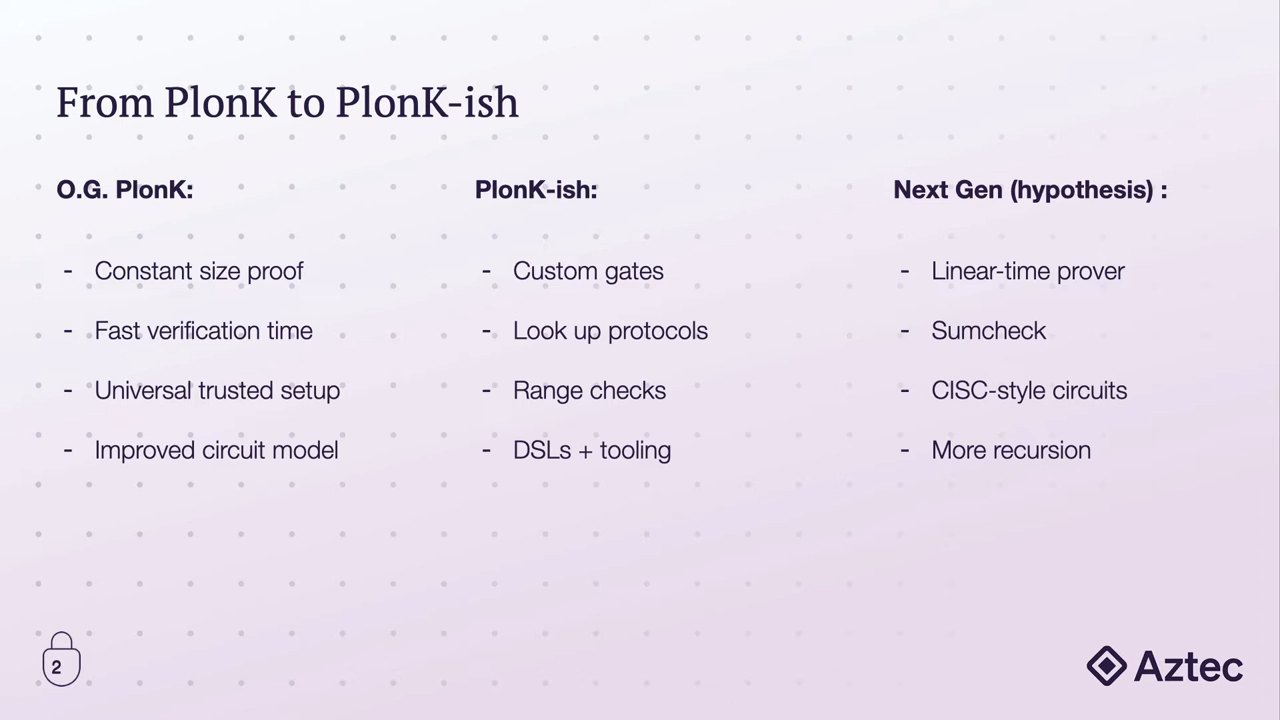 From PlonK to PlonK-ish
O.G. PlonK:
- Constant size proof
- Fast verification time
- Universal trusted setup
- Improved circuit model
PlonK-ish:
- Custom gates
- Look up protocols
- Range checks
- DSLs + tooling
Next Gen (hypothesis) :
- Linear-time prover
- Sumcheck
- CISC-style circuits
- More recursion
2
Aztec